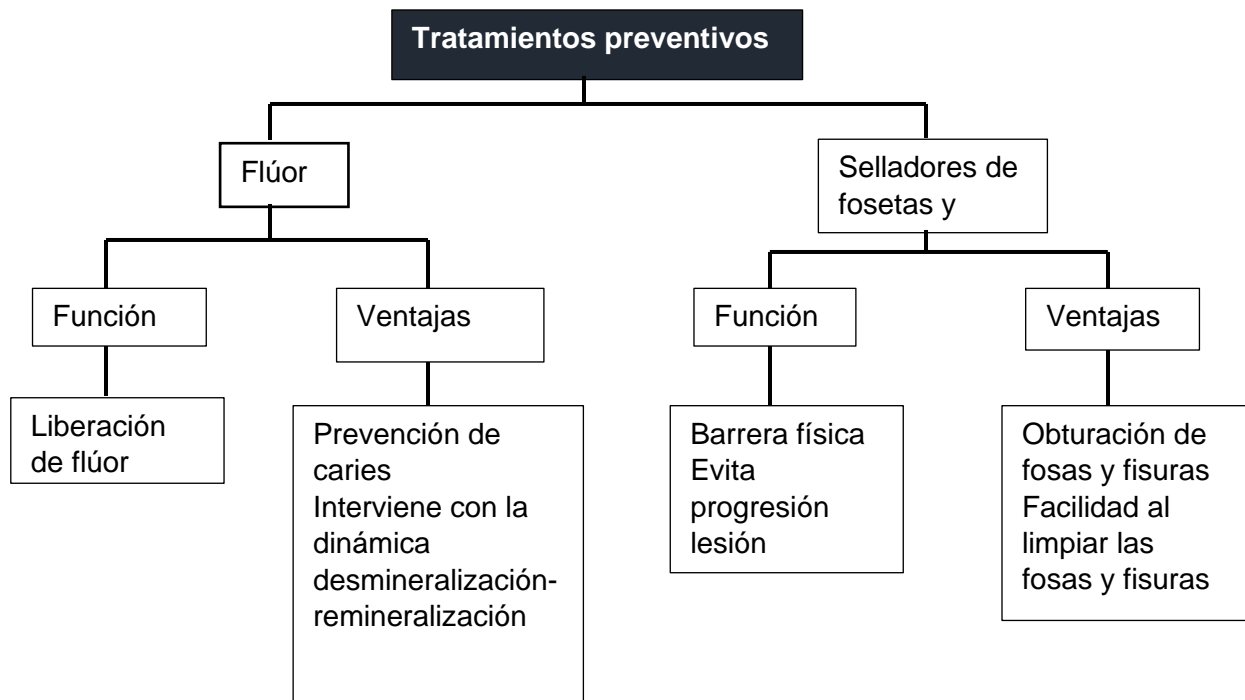 Tratamientos preventivos
Flúor
Selladores de
fosetas y
Función
Ventajas
Función
Ventajas
Liberación
de flúor
Prevención de
caries
Interviene con la
dinámica
desmineralización-
remineralización
Barrera física
Evita
progresión
lesión
Obturación de
fosas y fisuras
Facilidad al
limpiar las
fosas y fisuras